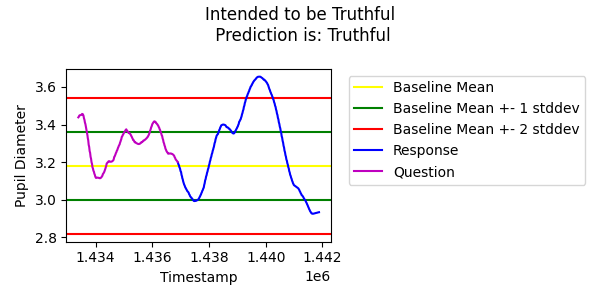 Intended to be Truthful
Prediction is: Truthful
Pupil Diameter
3.6
3.4
3.2
3.0
2.8
1.434 1.436 1.438 1.440 1.442
1e6
Timestamp
Baseline Mean
Baseline Mean +- 1 stddev
Baseline Mean +- 2 stddev
Response
Question